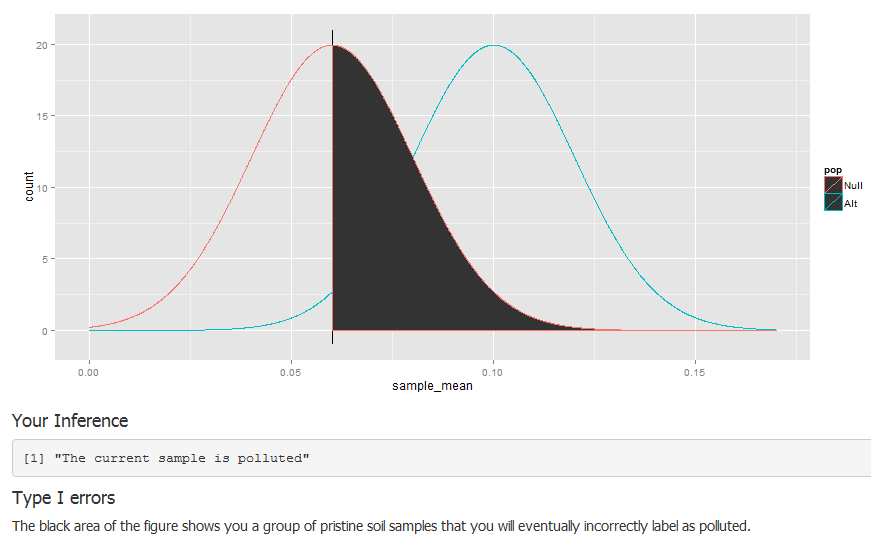 20
15
10
5
0
count
0.00 0.05 0.10 0.15
sample_mean
pop
Null
Alt
Your Inference
[1] "The current sample is polluted"
Type I errors
The black area of the figure shows you a group of pristine soil samples that you will eventually incorrectly label as polluted.